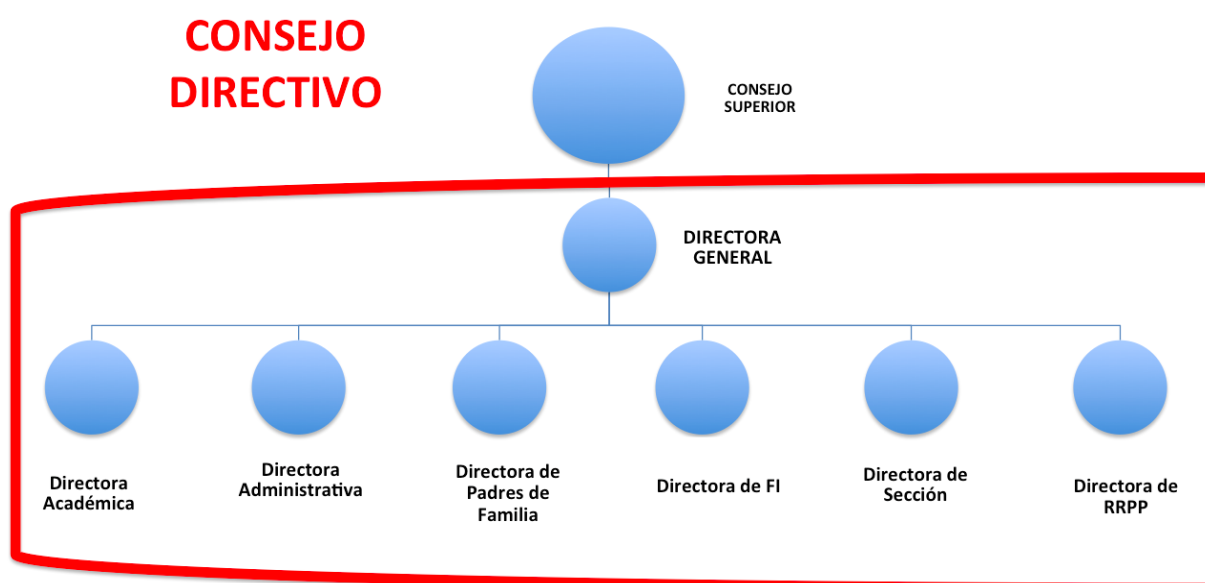 CONSEJO
DIRECTIVO
CONSEJO
SUPERIOR
DIRECTORA
GENERAL
Directora
Académica
Directora
Administrativa
Directora de
Padres de
Familia
Directora de FI
Directora de
Sección
Directora de
RRPP